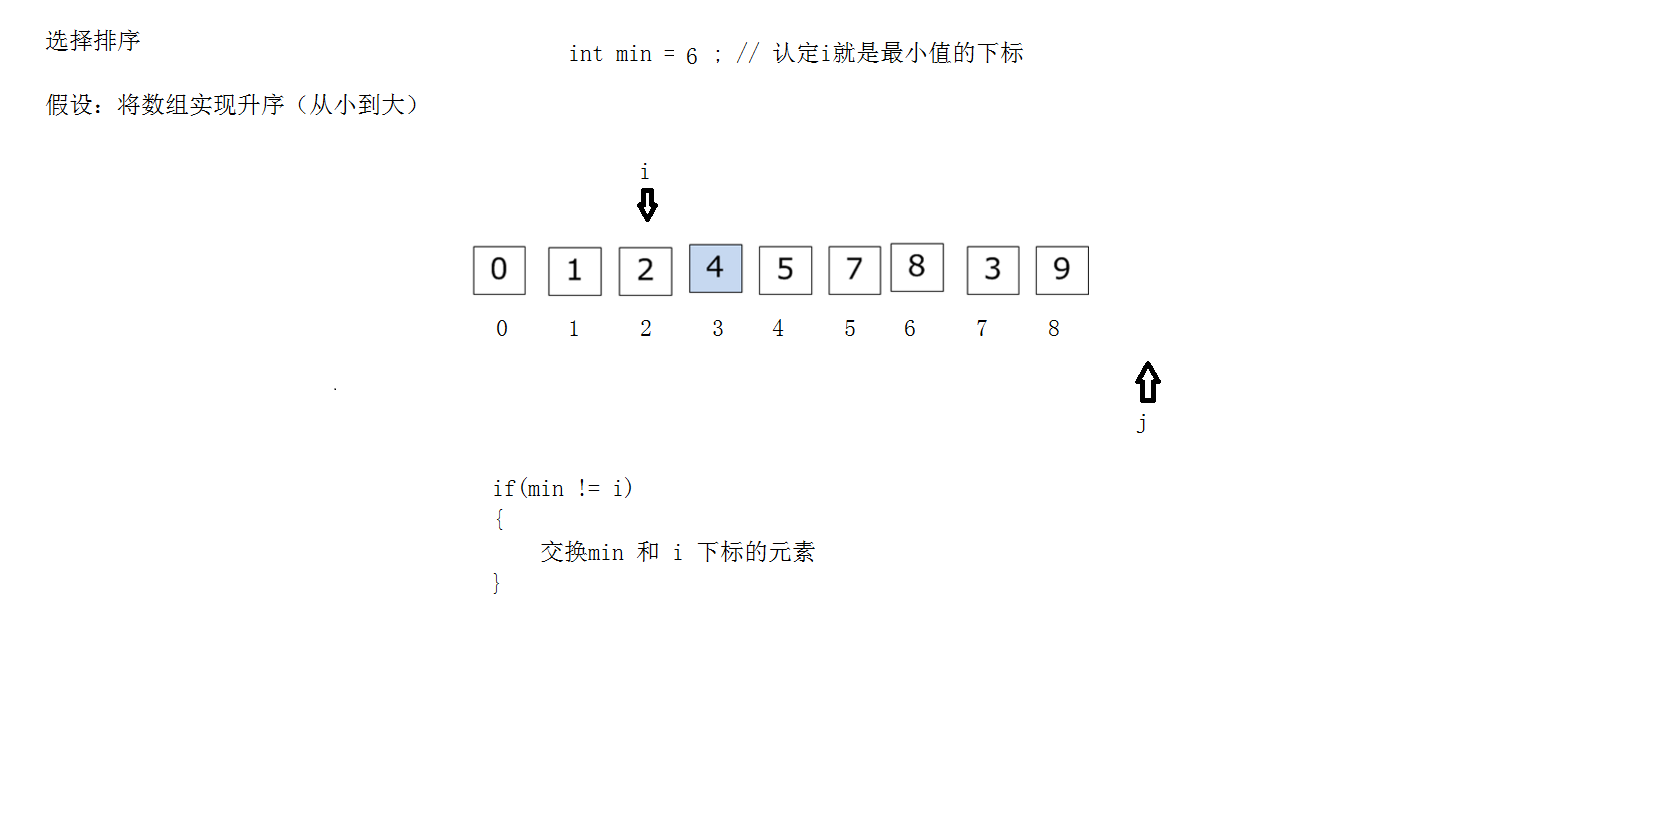 选择排序
int min = 6 ; // 认定i就是最小值的下标
假设：将数组实现升序（从小到大）
i
0 1 2 4 5 7 8 3 9
0 1 2 3 4 5 6 7 8
j
if(min != i)
{
交换min 和 i 下标的元素
}